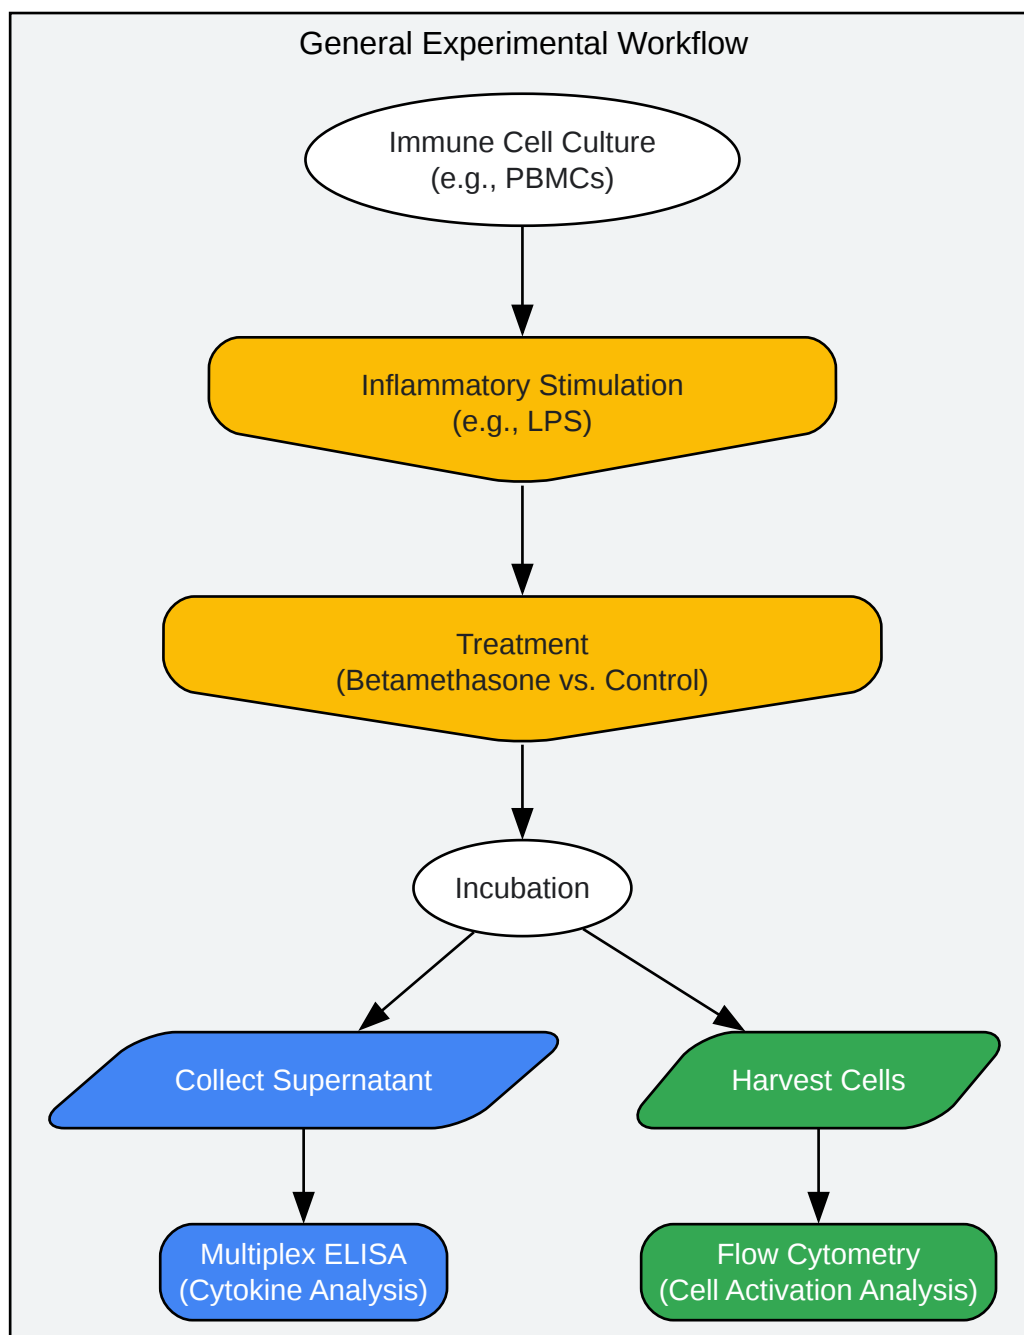 General Experimental Workflow
Immune Cell Culture
(e.g., PBMCs)
Inflammatory Stimulation
(e.g., LPS)
Treatment
(Betamethasone vs. Control)
Incubation
Collect Supernatant
Harvest Cells
Multiplex ELISA
(Cytokine Analysis)
Flow Cytometry
(Cell Activation Analysis)